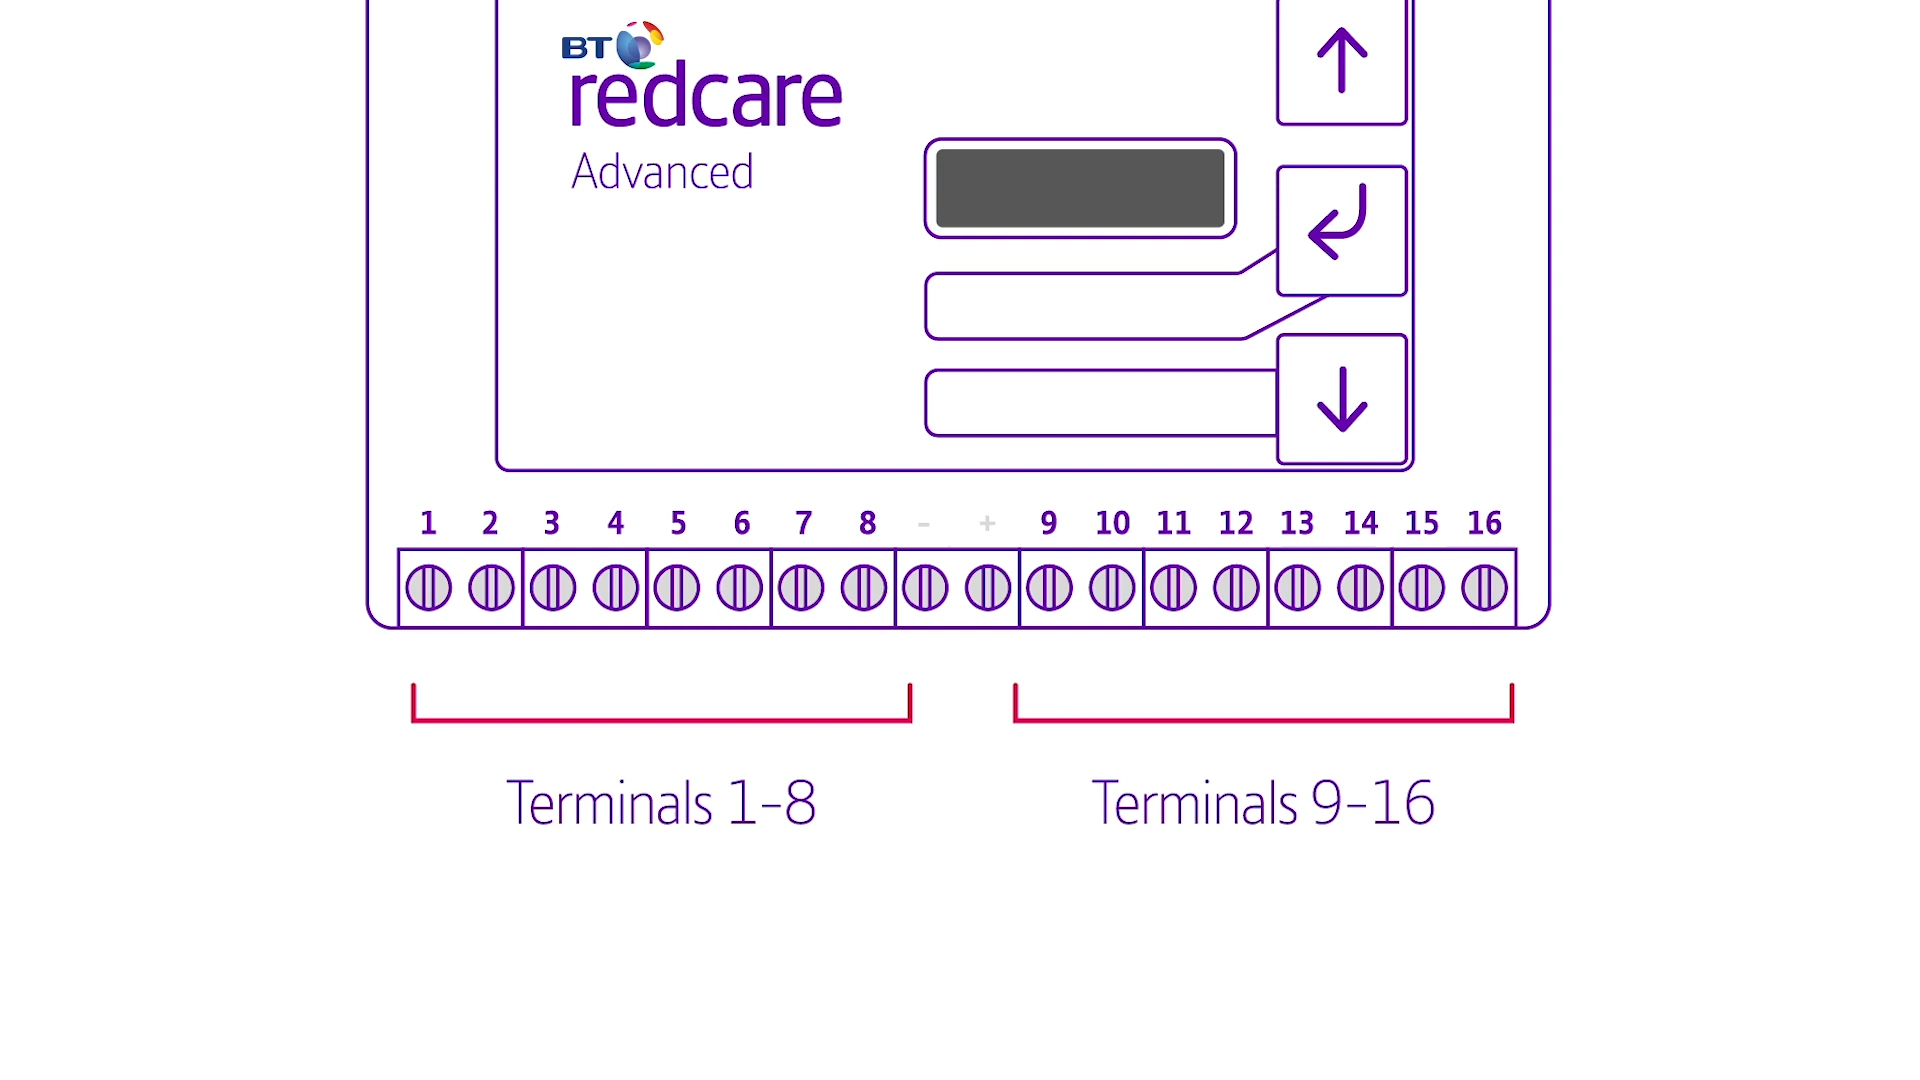 BT
redcare
Advanced
1 2 3 4 5 6 7 8 - + 9 10 11 12 13 14 15 16
Terminals 1-8
Terminals 9-16